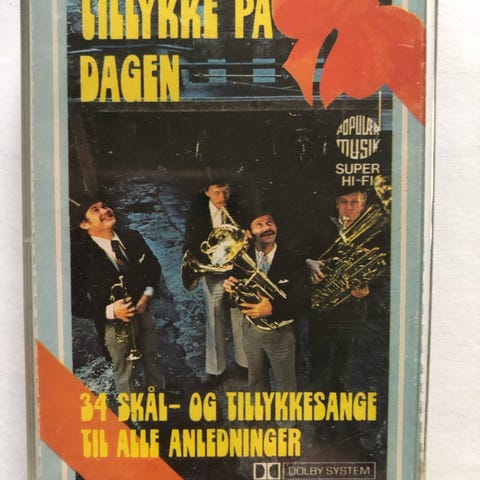 TILLYKKE PÅ
DAGEN
POPULÆR
MUSIK
SUPER
HI-FI
34 SKÅL- OG TILLYKKESANGE
TIL ALLE ANLEDNINGER
DOLBY SYSTEM